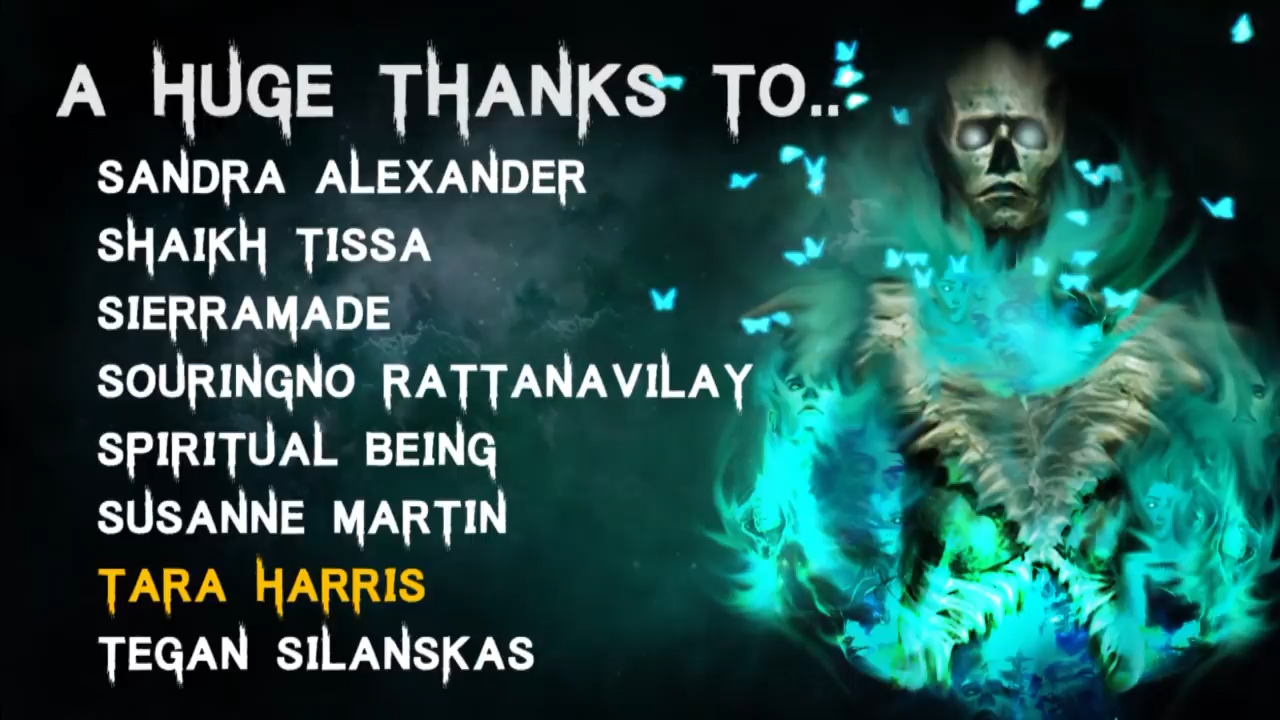 A HUGE THANKS TO..
SANDRA ALEXANDER
SHAIKH TISSA
SIERRAMADE
SOURINGNO RATTANAVILAY
SPIRITUAL BEING
SUSANNE MARTIN
TARA HARRIS
TEGAN SILANSKAS